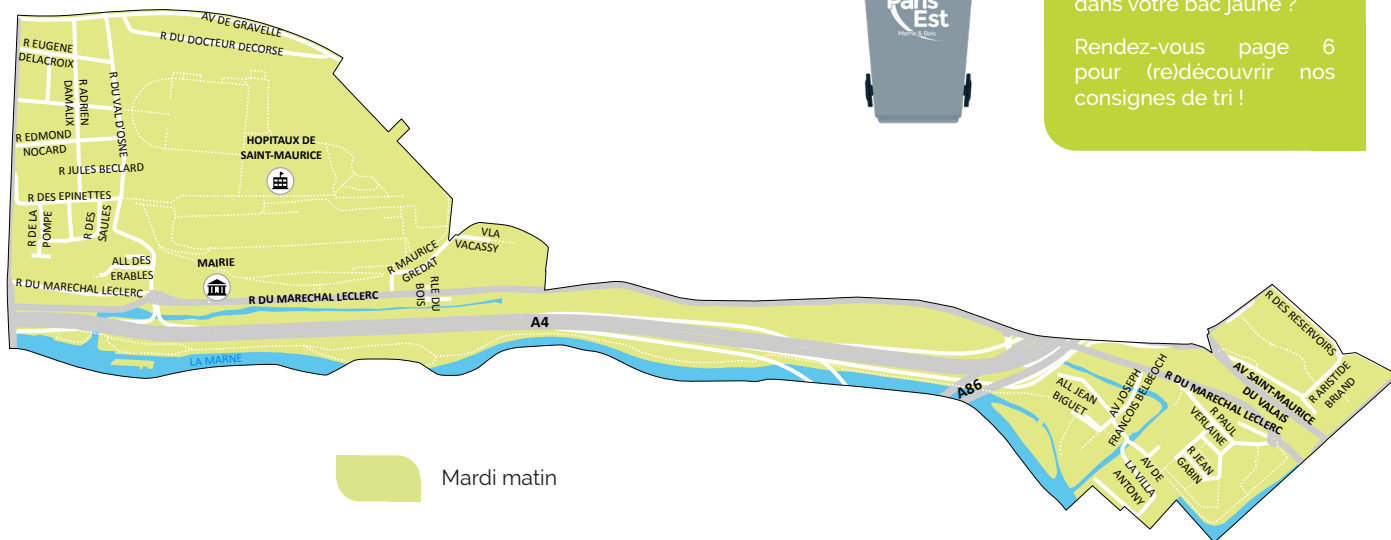 Paris
Est
Marne & Bois
dans votre bac jaune ?
Rendez-vous page 6
pour (re)découvrir nos
consignes de tri !
AV DE GRAVELLE
R DU DOCTEUR DECORSE
R EUGENE
DELACROIX
R ADRIEN
DAMALIX
R DU VAL D'OSNE
R EDMOND
NOCARD
R JULES BECLARD
HOPITAUX DE
SAINT-MAURICE
R DES EPINETTES
R DE LA
POMPE
R DES
SAULES
ALL DES
ERABLES
MAIRIE
R DU MARECHAL LECLERC
R DU MARECHAL LECLERC
R MAURICE
GREDAT
VLA
VACASSY
RLE DU
BOIS
A4
LA MARNE
A86
ALL JEAN
BIGUET
AV JOSEPH
FRANCOIS BELBEOCH
R DU MARECHAL LECLERC
AV SAINT-MAURICE
DU VALAIS
R DES RESERVOIRS
R ARISTIDE
BRIAND
R PAUL
VERLAINE
R JEAN
GABIN
AV DE
LA VILLA
ANTONY
Mardi matin